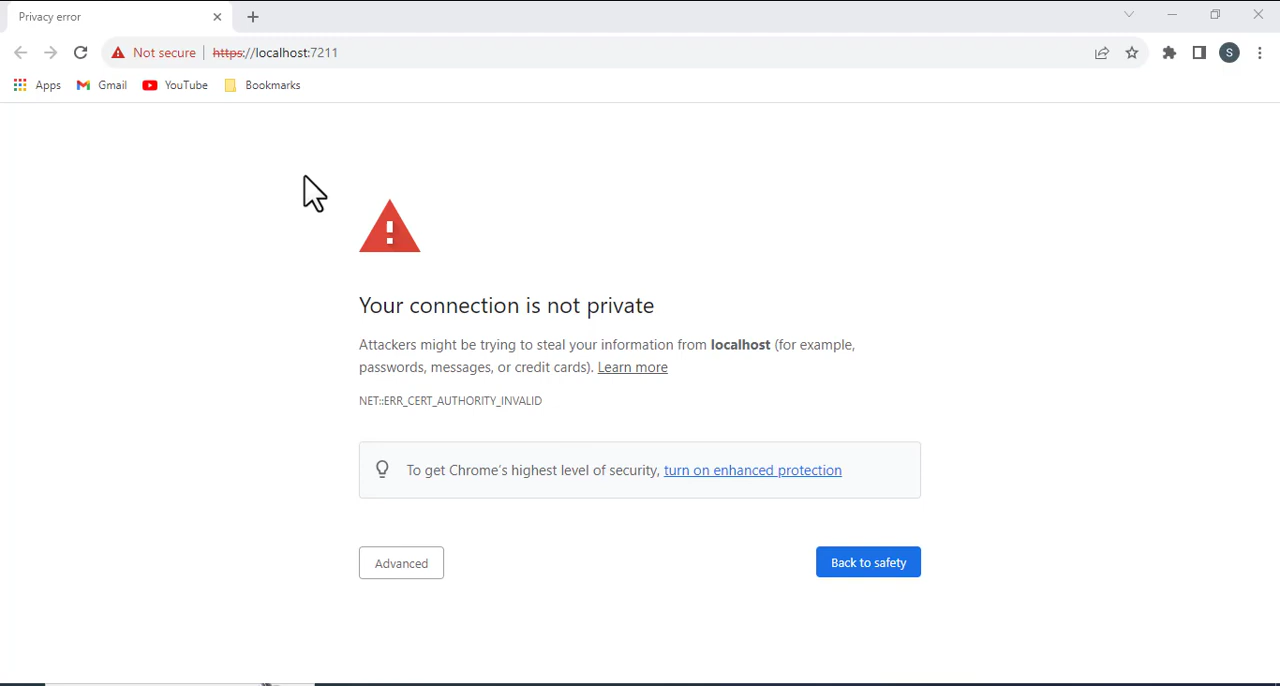 Privacy error
Not secure https://localhost:7211
S
Apps Gmail YouTube Bookmarks
Your connection is not private
Attackers might be trying to steal your information from localhost (for example,
passwords, messages, or credit cards). Learn more
NET::ERR_CERT_AUTHORITY_INVALID
To get Chrome's highest level of security, turn on enhanced protection
Advanced Back to safety